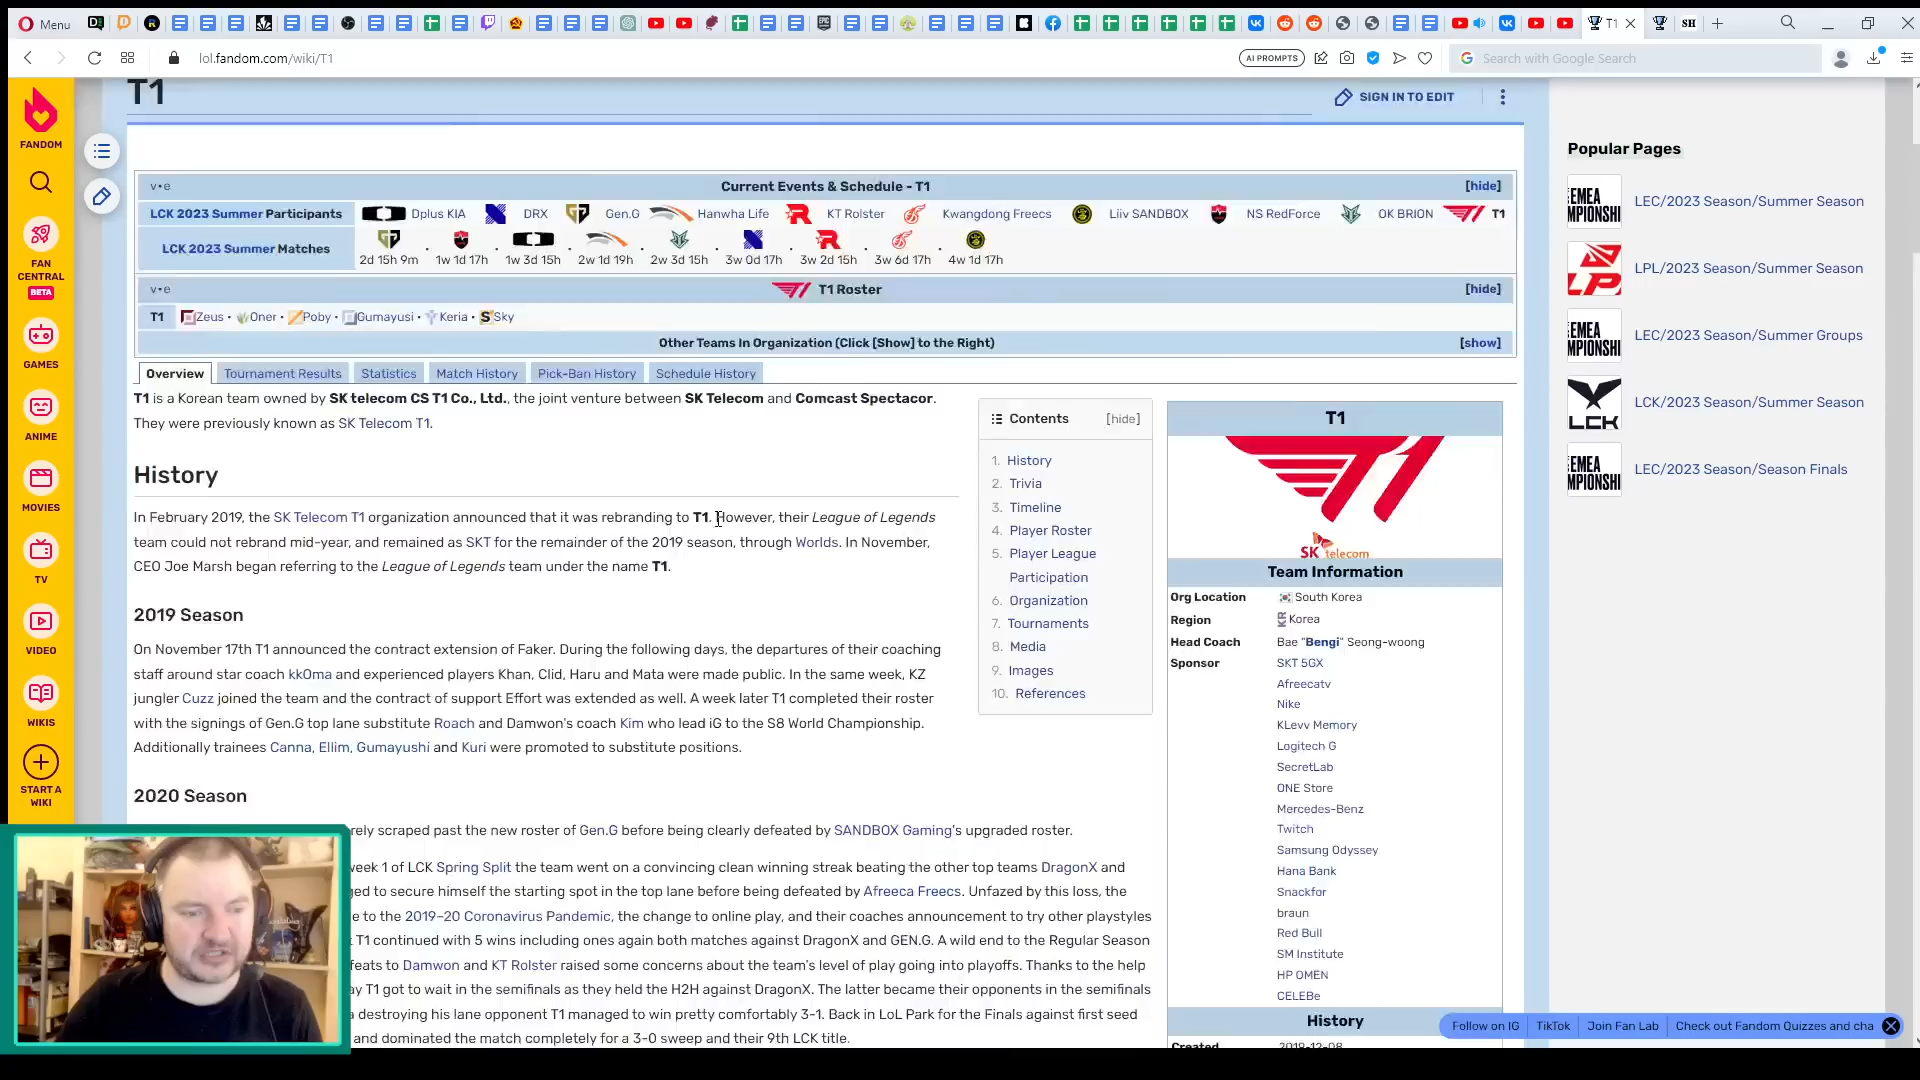 Menu
T1
SH
lol.fandom.com/wiki/T1
AI PROMPTS
Search with Google Search
T1
SIGN IN TO EDIT
FANDOM
FAN CENTRAL
BETA
GAMES
ANIME
MOVIES
TV
VIDEO
WIKIS
START A WIKI
v•e
Current Events & Schedule - T1
[hide]
LCK 2023 Summer Participants
Dplus KIA DRX Gen.G Hanwha Life KT Rolster Kwangdong Freecs Liiv SANDBOX NS RedForce OK BRION T1
LCK 2023 Summer Matches
2d 15h 9m • 1w 1d 17h • 1w 3d 15h • 2w 1d 19h • 2w 3d 15h • 3w 0d 17h • 3w 2d 15h • 3w 6d 17h • 4w 1d 17h
v•e
T1 Roster
[hide]
T1 Zeus • Oner • Poby • Gumayusi • Keria • Sky
Other Teams In Organization (Click [Show] to the Right)
[show]
Overview Tournament Results Statistics Match History Pick-Ban History Schedule History
T1 is a Korean team owned by SK telecom CS T1 Co., Ltd., the joint venture between SK Telecom and Comcast Spectacor.
They were previously known as SK Telecom T1.
History
In February 2019, the SK Telecom T1 organization announced that it was rebranding to T1. However, their League of Legends
team could not rebrand mid-year, and remained as SKT for the remainder of the 2019 season, through Worlds. In November,
CEO Joe Marsh began referring to the League of Legends team under the name T1.
2019 Season
On November 17th T1 announced the contract extension of Faker. During the following days, the departures of their coaching
staff around star coach kkOma and experienced players Khan, Clid, Haru and Mata were made public. In the same week, KZ
jungler Cuzz joined the team and the contract of support Effort was extended as well. A week later T1 completed their roster
with the signings of Gen.G top lane substitute Roach and Damwon's coach Kim who lead iG to the S8 World Championship.
Additionally trainees Canna, Ellim, Gumayushi and Kuri were promoted to substitute positions.
2020 Season
rely scraped past the new roster of Gen.G before being clearly defeated by SANDBOX Gaming's upgraded roster.
week 1 of LCK Spring Split the team went on a convincing clean winning streak beating the other top teams DragonX and
ged to secure himself the starting spot in the top lane before being defeated by Afreeca Freecs. Unfazed by this loss, the
e to the 2019–20 Coronavirus Pandemic, the change to online play, and their coaches announcement to try other playstyles
T1 continued with 5 wins including ones again both matches against DragonX and GEN.G. A wild end to the Regular Season
feats to Damwon and KT Rolster raised some concerns about the team's level of play going into playoffs. Thanks to the help
ay T1 got to wait in the semifinals as they held the H2H against DragonX. The latter became their opponents in the semifinals
destroying his lane opponent T1 managed to win pretty comfortably 3-1. Back in LoL Park for the Finals against first seed
and dominated the match completely for a 3-0 sweep and their 9th LCK title.
Contents [hide]
1. History
2. Trivia
3. Timeline
4. Player Roster
5. Player League
Participation
6. Organization
7. Tournaments
8. Media
9. Images
10. References
T1
T1
SK telecom
Team Information
Org Location South Korea
Region Korea
Head Coach Bae "Bengi" Seong-woong
Sponsor SKT 5GX
Afreecatv
Nike
KLevv Memory
Logitech G
SecretLab
ONE Store
Mercedes-Benz
Twitch
Samsung Odyssey
Hana Bank
Snackfor
braun
Red Bull
SM Institute
HP OMEN
CELEBe
History
Created 2019-12-08
Popular Pages
LEC/2023 Season/Summer Season
LPL/2023 Season/Summer Season
LEC/2023 Season/Summer Groups
LCK/2023 Season/Summer Season
LCK
LEC/2023 Season/Season Finals
Follow on IG TikTok Join Fan Lab Check out Fandom Quizzes and cha